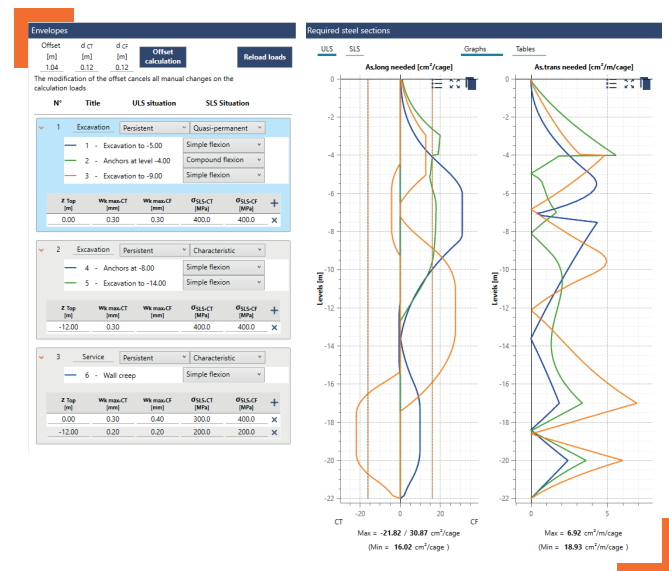 Envelopes
Offset d CT d CF
[m] [m] [m]
1.04 0.12 0.12
Offset calculation
Reload loads
The modification of the offset cancels all manual changes on the
calculation loads
N° Title ULS situation SLS Situation
1 Excavation Persistent Quasi-permanent
1 - Excavation to -5.00 Simple flexion
2 - Anchors at level -4.00 Compound flexion
3 - Excavation to -9.00 Simple flexion
z Top Wk max.CT Wk max.CF σSLS-CT σSLS-CF
[m] [mm] [mm] [MPa] [MPa]
0.00 0.30 0.30 400.0 400.0
2 Excavation Persistent Characteristic
4 - Anchors at -8.00 Simple flexion
5 - Excavation to -14.00 Simple flexion
z Top Wk max.CT Wk max.CF σSLS-CT σSLS-CF
[m] [mm] [mm] [MPa] [MPa]
-12.00 0.30 400.0 400.0
3 Service Persistent Characteristic
6 - Wall creep Simple flexion
z Top Wk max.CT Wk max.CF σSLS-CT σSLS-CF
[m] [mm] [mm] [MPa] [MPa]
0.00 0.30 0.40 300.0 400.0
-12.00 0.20 0.20 200.0 200.0
Required steel sections
ULS SLS Graphs Tables
As.long needed [cm²/cage]
0
-2
-4
-6
-8
-10
-12
-14
-16
-18
-20
-22
Levels [m]
-20 0 20
CT CF
Max = -21.82 / 30.87 cm²/cage
(Min = 16.02 cm²/cage )
As.trans needed [cm²/m/cage]
0
-2
-4
-6
-8
-10
-12
-14
-16
-18
-20
-22
Levels [m]
0 5
Max = 6.92 cm²/m/cage
(Min = 18.93 cm²/m/cage )